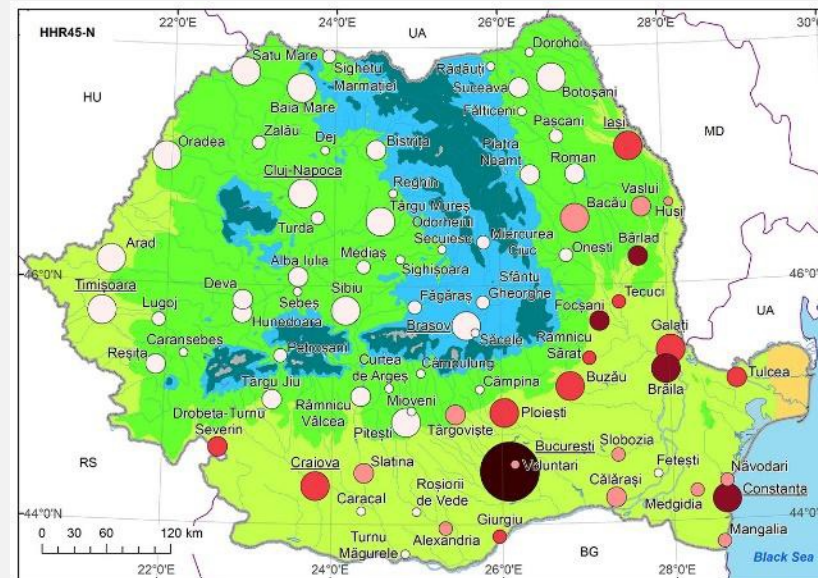 22°0'E 24°0'E 26°0'E 28°0'E 30°0'
HHR45-N
UA
Dorohoi
Satu Mare
Sighetu
Marmației
Rădăuți
Suceava
Botoșani
HU
Baia Mare
Fălticeni
Pașcani
Iași
MD
Oradea
Zalău
Dej
Bistrița
Piatra
Neamț
Roman
Cluj-Napoca
Reghin
Târgu Mureș
Bacău
Vaslui
Huși
Turda
Odorheiu
Secuiesc
Miercurea
Ciuc
Onești
Bârlad
Arad
Alba Iulia
Mediaș
Sighișoara
46°0'N
46°0'N
Timișoara
Lugoj
Deva
Sebeș
Sibiu
Făgăraș
Sfântu
Gheorghe
Focșani
Tecuci
UA
Hunedoara
Brașov
Săcele
Galați
Caransebeș
Reșița
Petroșani
Curtea
de Argeș
Câmpulung
Râmnicu
Sărat
Târgu Jiu
Câmpina
Buzău
Brăila
Tulcea
Drobeta-Turnu
Severin
Râmnicu
Vâlcea
Mioveni
Pitești
Târgoviște
Ploiești
București
Slobozia
RS
Craiova
Slatina
Voluntari
Fetești
Năvodari
Caracal
Roșiorii
de Vede
Călărași
Medgidia
Constanța
44°0'N
44°0'N
Giurgiu
Mangalia
0 30 60 120 km
Turnu
Măgurele
Alexandria
BG
Black Sea
22°0'E 24°0'E 26°0'E 28°0'E